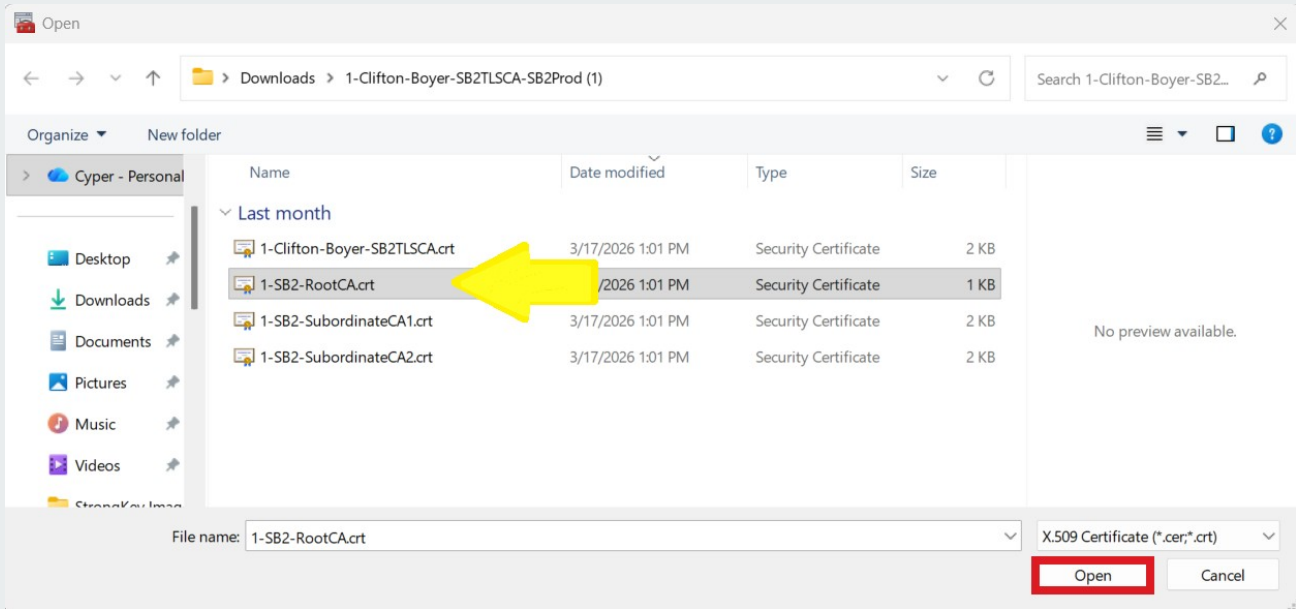 Open
Downloads > 1-Clifton-Boyer-SB2TLSCA-SB2Prod (1)
Search 1-Clifton-Boyer-SB2...
Organize
New folder
?
Cyper - Personal
Desktop
Downloads
Documents
Pictures
Music
Videos
Name Date modified Type Size
Last month
1-Clifton-Boyer-SB2TLSCA.crt 3/17/2026 1:01 PM Security Certificate 2 KB
1-SB2-RootCA.crt /2026 1:01 PM Security Certificate 1 KB
1-SB2-SubordinateCA1.crt 3/17/2026 1:01 PM Security Certificate 2 KB
1-SB2-SubordinateCA2.crt 3/17/2026 1:01 PM Security Certificate 2 KB
No preview available.
File name: 1-SB2-RootCA.crt
X.509 Certificate (*.cer;*.crt)
Open
Cancel